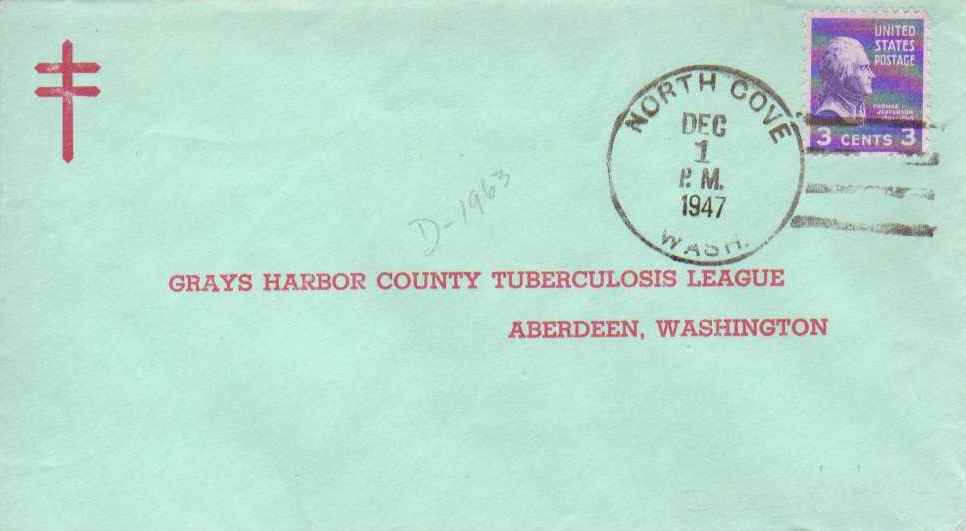 UNITED
STATES
POSTAGE
THOMAS
JEFFERSON
3 CENTS 3
NORTH COVE
DEC
1
P.M.
1947
WASH.
D-1963
GRAYS HARBOR COUNTY TUBERCULOSIS LEAGUE
ABERDEEN, WASHINGTON